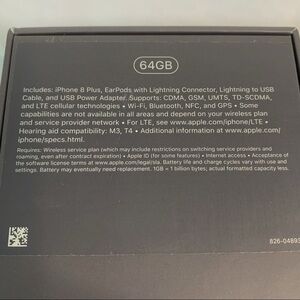 64GB
Includes: iPhone 8 Plus, EarPods with Lightning Connector, Lightning to USB
Cable, and USB Power Adapter. Supports: CDMA, GSM, UMTS, TD-SCDMA,
and LTE cellular technologies • Wi-Fi, Bluetooth, NFC, and GPS • Some
capabilities are not available in all areas and depend on your wireless plan
and service provider network • For LTE, see www.apple.com/iphone/LTE •
Hearing aid compatibility: M3, T4 • Additional information at www.apple.com/
iphone/specs.html.
Requires: Wireless service plan (which may include restrictions on switching service providers and
roaming, even after contract expiration) • Apple ID (for some features) • Internet access • Acceptance of
the software license terms at www.apple.com/legal/sla. Battery life and charge cycles vary with use and
settings. Battery may eventually need replacement. 1GB = 1 billion bytes; actual formatted capacity less.